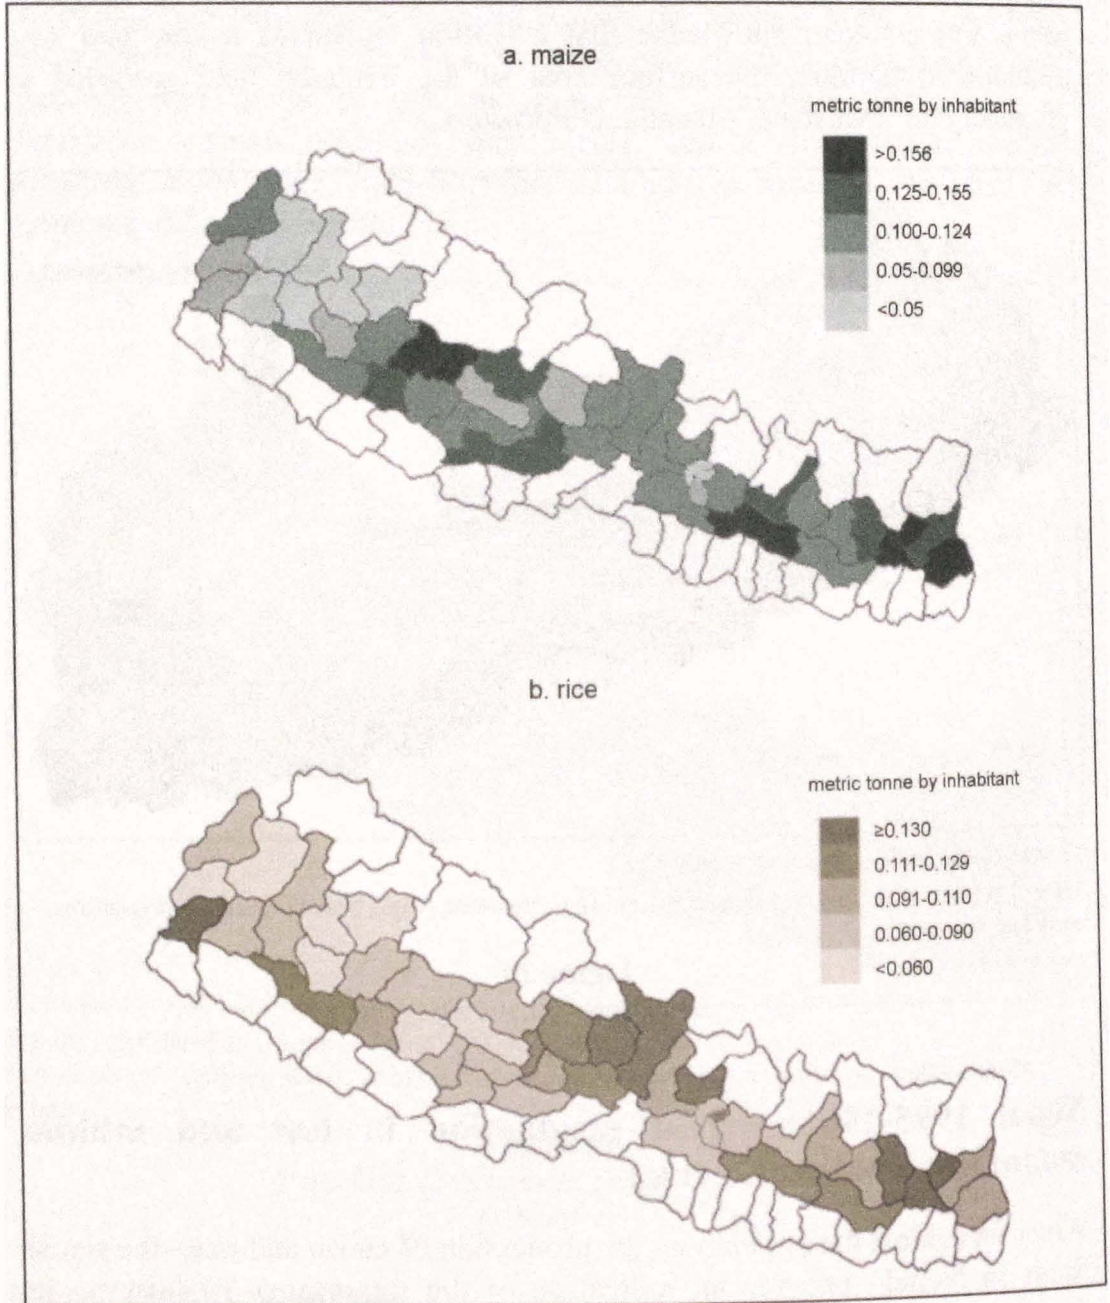 a. maize
metric tonne by inhabitant
>0.156
0.125-0.155
0.100-0.124
0.05-0.099
<0.05
b. rice
metric tonne by inhabitant
≥0.130
0.111-0.129
0.091-0.110
0.060-0.090
<0.060